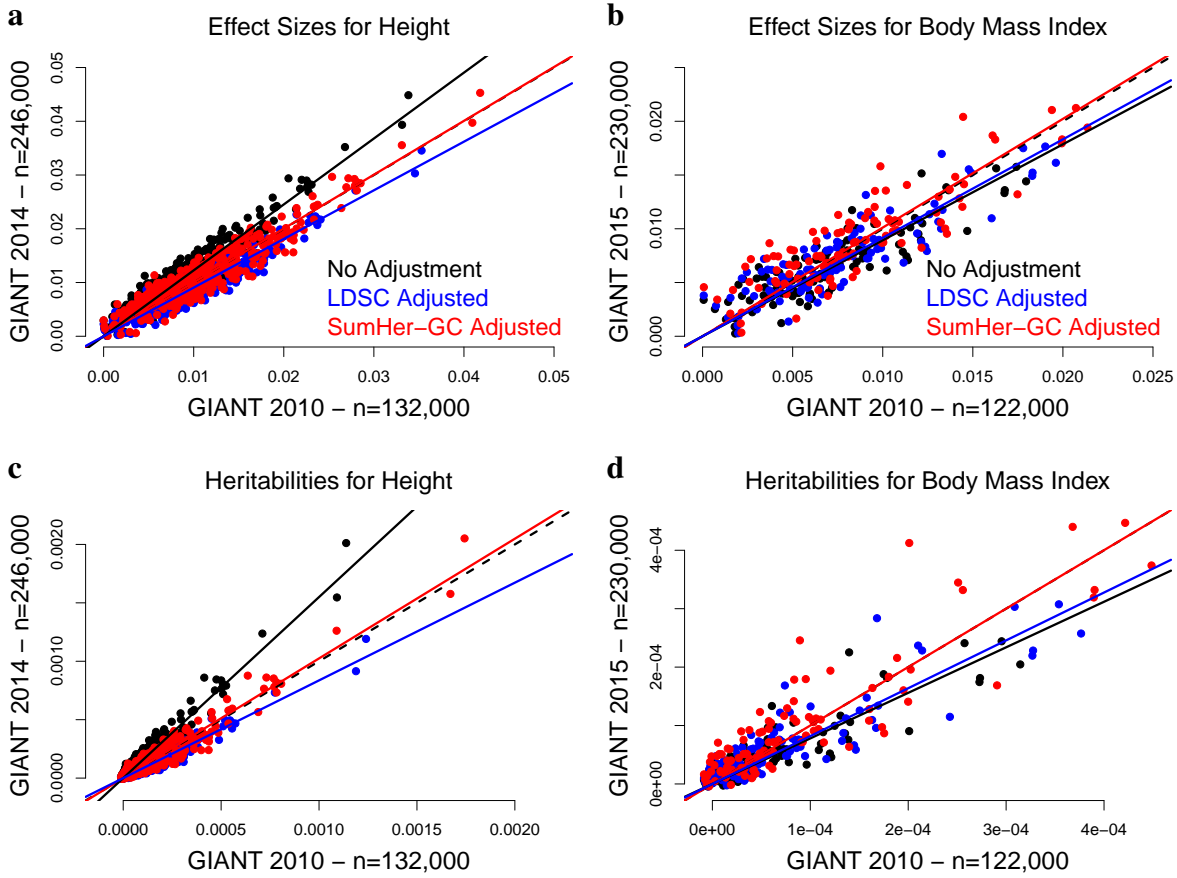 a
Effect Sizes for Height
GIANT 2014 − n=246,000
0.00 0.01 0.02 0.03 0.04 0.05
No Adjustment
LDSC Adjusted
SumHer−GC Adjusted
0.00 0.01 0.02 0.03 0.04 0.05
GIANT 2010 − n=132,000
b
Effect Sizes for Body Mass Index
GIANT 2015 − n=230,000
0.000 0.010 0.020
No Adjustment
LDSC Adjusted
SumHer−GC Adjusted
0.000 0.005 0.010 0.015 0.020 0.025
GIANT 2010 − n=122,000
c
Heritabilities for Height
GIANT 2014 − n=246,000
0.0000 0.0010 0.0020
0.0000 0.0005 0.0010 0.0015 0.0020
GIANT 2010 − n=132,000
d
Heritabilities for Body Mass Index
GIANT 2015 − n=230,000
0e+00 2e−04 4e−04
0e+00 1e−04 2e−04 3e−04 4e−04
GIANT 2010 − n=122,000